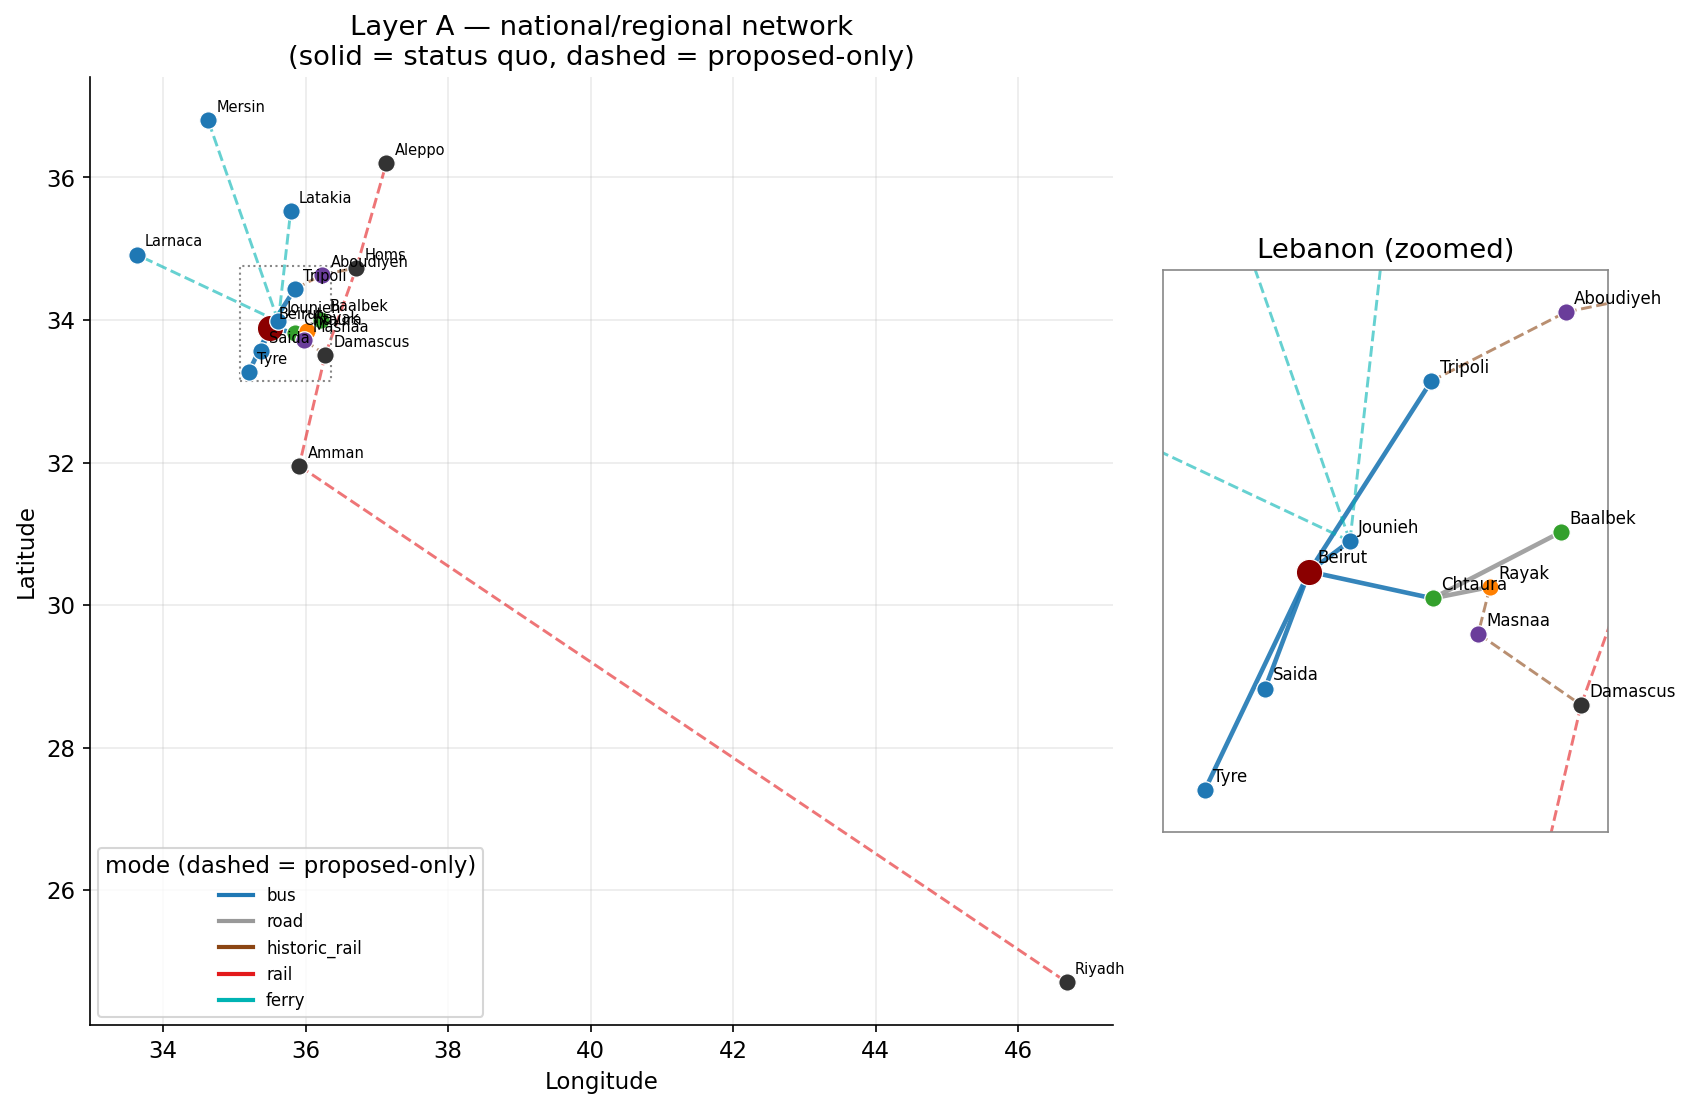 Layer A — national/regional network
(solid = status quo, dashed = proposed-only)
Mersin
Aleppo
Latakia
Larnaca
Homs
Aboudiyeh
Tripoli
Baalbek
Jounieh
Beirut
Rayak
Chtaura
Masnaa
Saida
Damascus
Tyre
Amman
Riyadh
36
34
32
30
28
26
Latitude
34
36
38
40
42
44
46
Longitude
mode (dashed = proposed-only)
bus
road
historic_rail
rail
ferry
Lebanon (zoomed)
Aboudiyeh
Tripoli
Jounieh
Baalbek
Beirut
Rayak
Chtaura
Masnaa
Saida
Damascus
Tyre